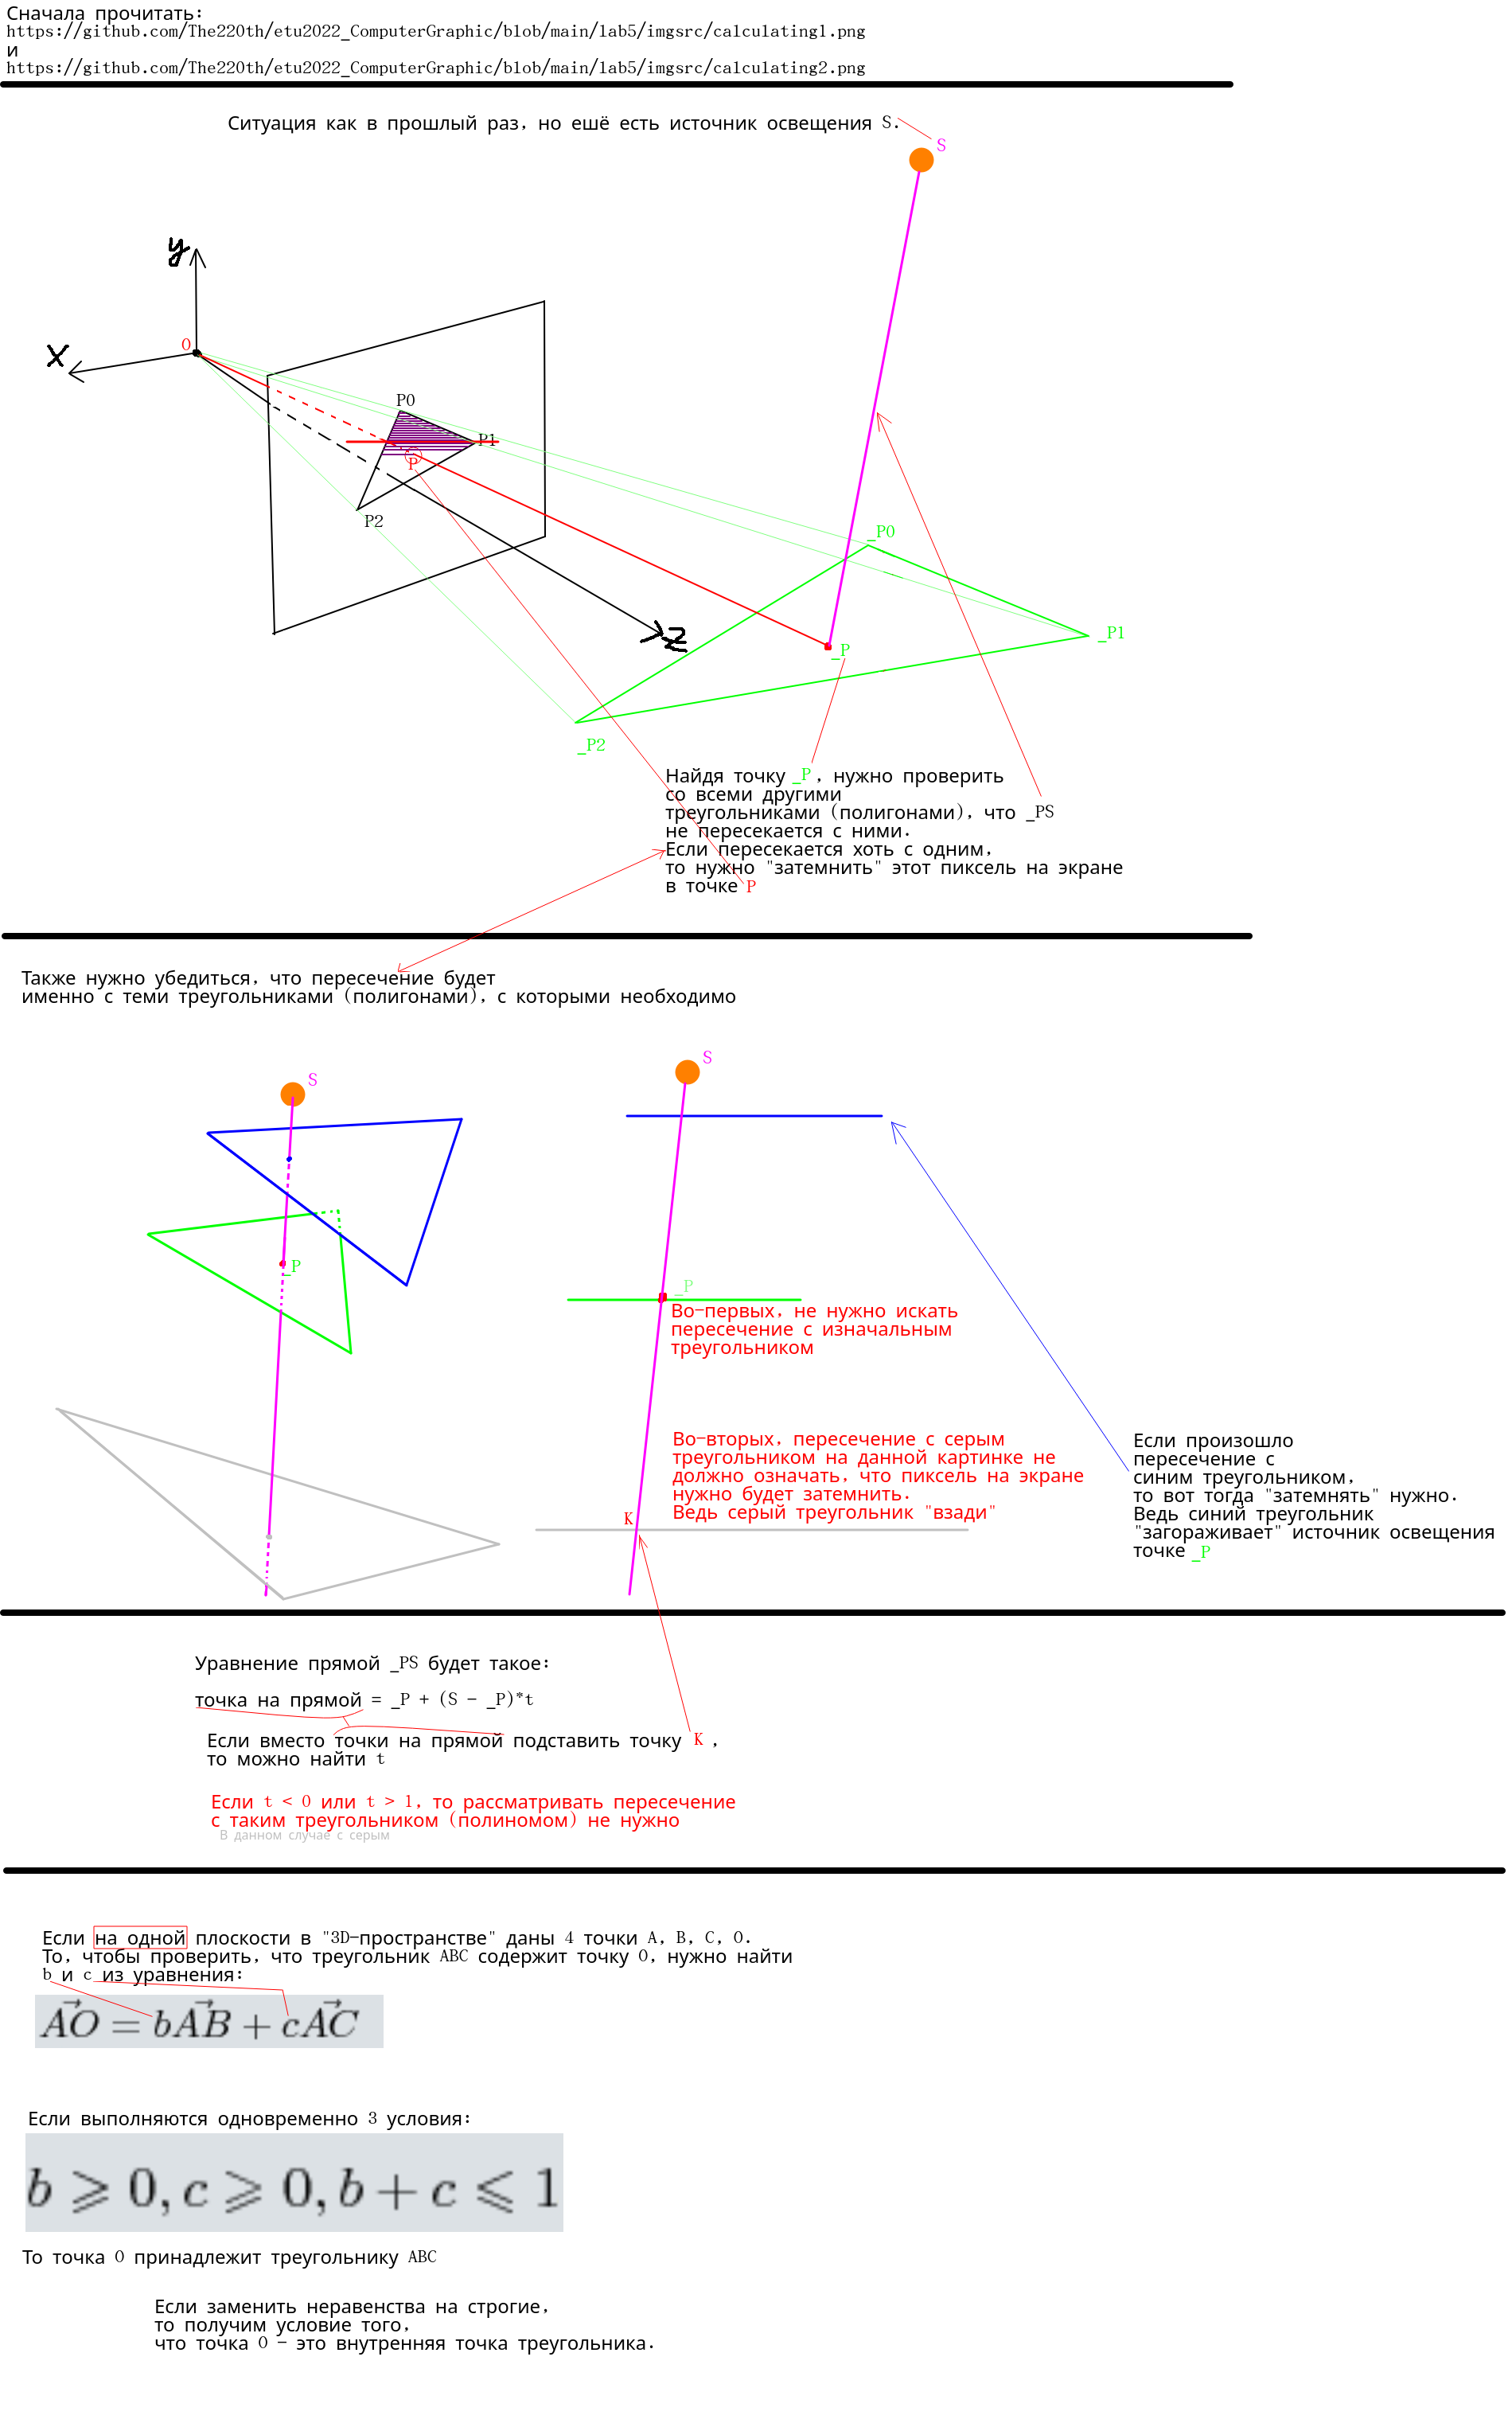 Сначала прочитать:
https://github.com/The220th/etu2022_ComputerGraphic/blob/main/lab5/imgsrc/calculating1.png
и
https://github.com/The220th/etu2022_ComputerGraphic/blob/main/lab5/imgsrc/calculating2.png
Ситуация как в прошлый раз, но ешё есть источник освещения S.
S
y
X
O
P0
P1
P
P2
_P0
z
_P1
_P
_P2
Найдя точку _P, нужно проверить
со всеми другими
треугольниками (полигонами), что _PS
не пересекается с ними.
Если пересекается хоть с одним,
то нужно "затемнить" этот пиксель на экране
в точке P
Также нужно убедиться, что пересечение будет
именно с теми треугольниками (полигонами), с которыми необходимо
S
S
_P
_P
Во-первых, не нужно искать
пересечение с изначальным
треугольником
Во-вторых, пересечение с серым
треугольником на данной картинке не
должно означать, что пиксель на экране
нужно будет затемнить.
Ведь серый треугольник "взади"
K
Если произошло
пересечение с
синим треугольником,
то вот тогда "затемнять" нужно.
Ведь синий треугольник
"загораживает" источник освещения
точке _P
Уравнение прямой _PS будет такое:
точка на прямой = _P + (S - _P)*t
Если вместо точки на прямой подставить точку K ,
то можно найти t
Если t < 0 или t > 1, то рассматривать пересечение
с таким треугольником (полиномом) не нужно
В данном случае с серым
Если на одной плоскости в "3D-пространстве" даны 4 точки A, B, C, O.
То, чтобы проверить, что треугольник ABC содержит точку O, нужно найти
b и c из уравнения:
$\vec{AO} = b\vec{AB} + c\vec{AC}$
Если выполняются одновременно 3 условия:
b ⩾ 0, c ⩾ 0, b + c ⩽ 1
То точка O принадлежит треугольнику ABC
Если заменить неравенства на строгие,
то получим условие того,
что точка O - это внутренняя точка треугольника.